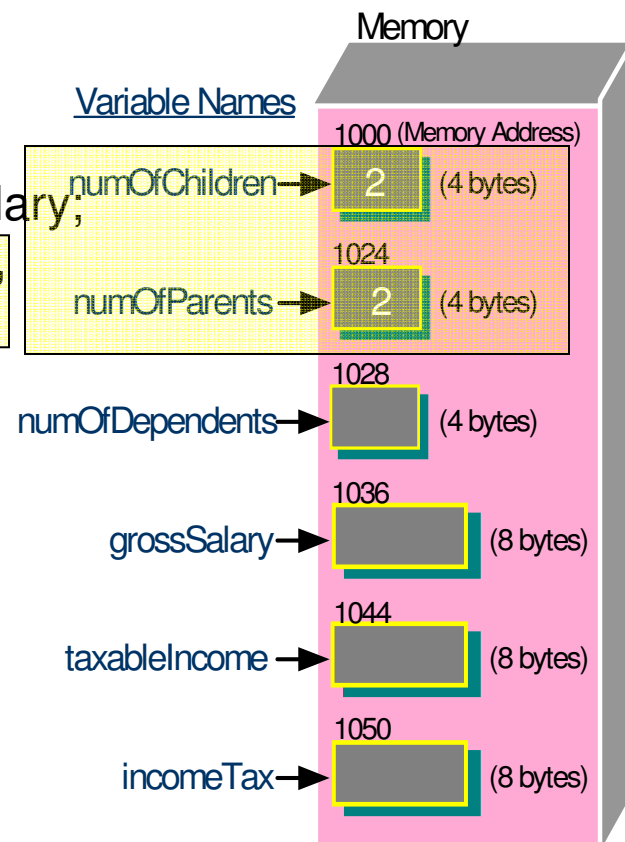 Memory
Variable Names
1000 (Memory Address)
numOfChildren 2 (4 bytes)
lary;
1024
numOfParents 2 (4 bytes)
1028
numOfDependents (4 bytes)
1036
grossSalary (8 bytes)
1044
taxableIncome (8 bytes)
1050
incomeTax (8 bytes)